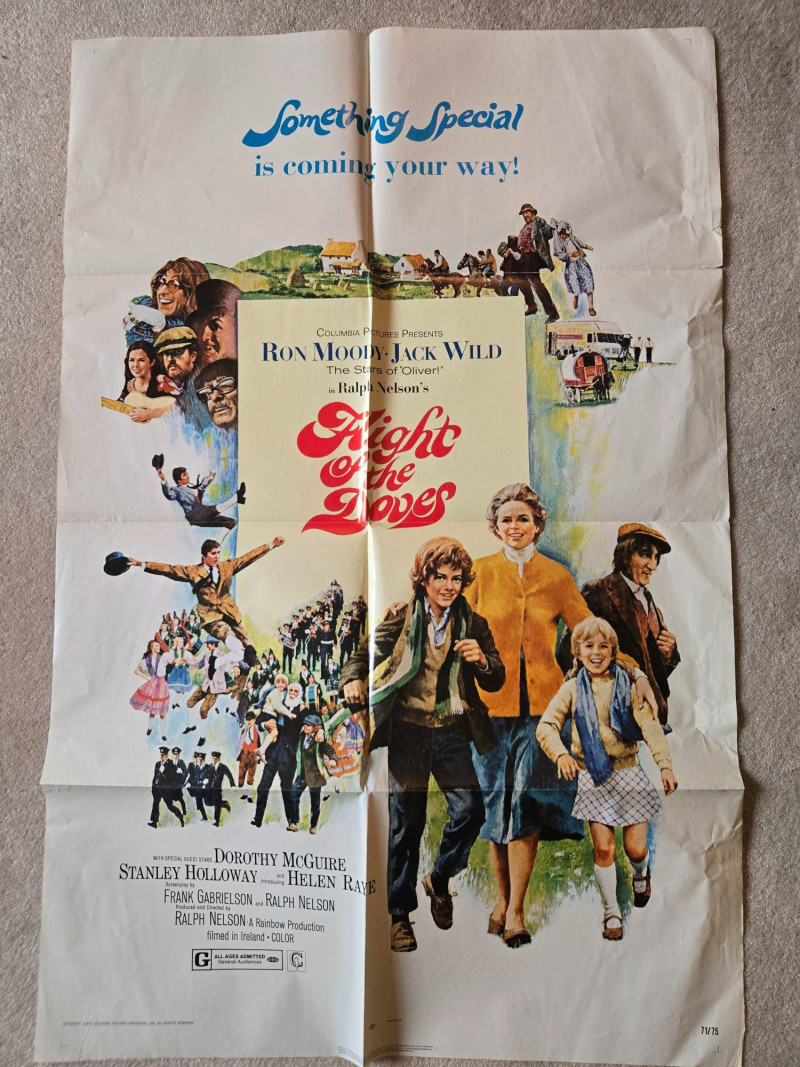 Something Special
is coming your way!
COLUMBIA PICTURES PRESENTS
RON MOODY · JACK WILD
The Stars of 'Oliver!'
in Ralph Nelson's
Flight
of the
Doves
WITH SPECIAL GUEST STARS DOROTHY McGUIRE
STANLEY HOLLOWAY and introducing HELEN RAYE
Screenplay by
FRANK GABRIELSON and RALPH NELSON
Produced and Directed by
RALPH NELSON · A Rainbow Production
filmed in Ireland • COLOR
G ALL AGES ADMITTED
General Audiences
71/75